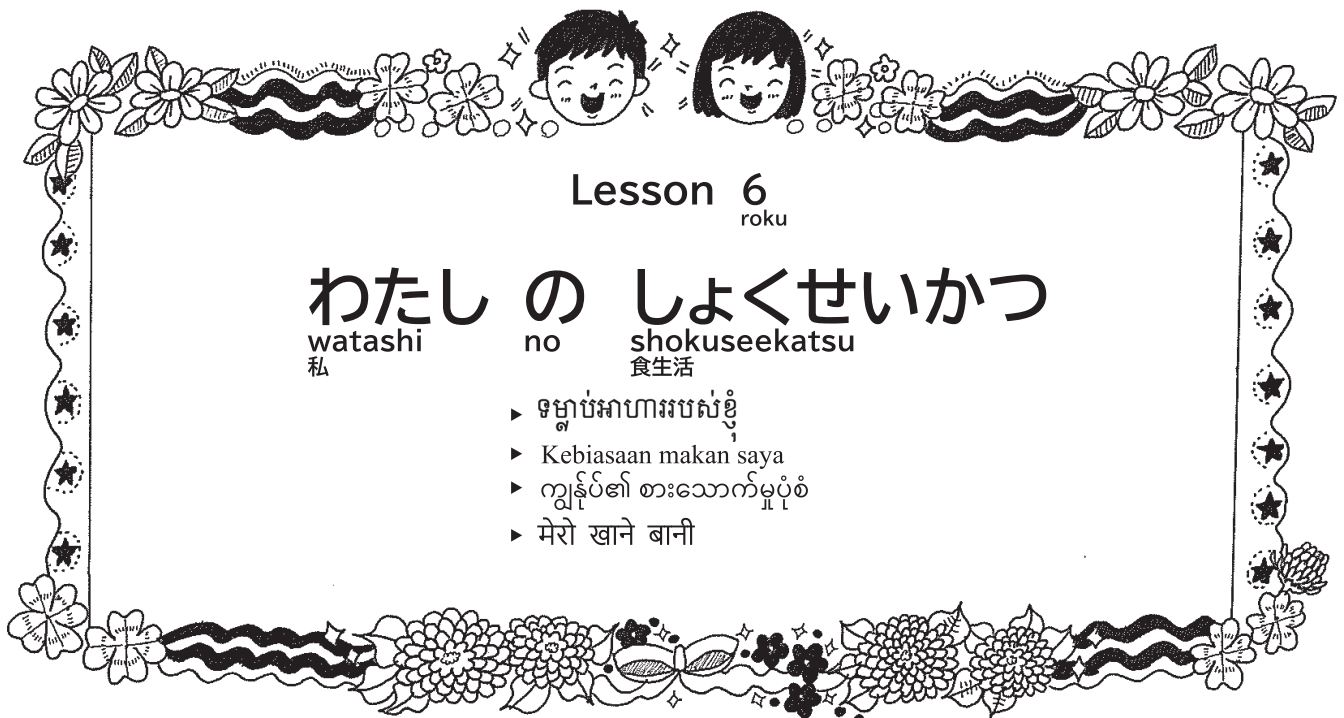 Lesson 6
roku
わたし の しょくせいかつ
watashi no shokuseekatsu
私 食生活
▶ ទម្លាប់អាហាររបស់ខ្ញុំ
▶ Kebiasaan makan saya
▶ ကျွန်ုပ်၏ စားသောက်မှုပုံစံ
▶ मेरो खाने बानी